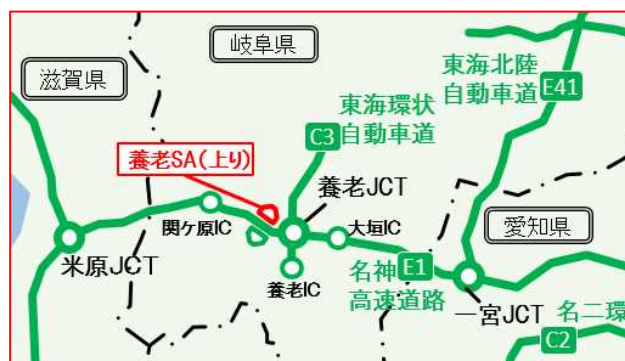 岐阜県
滋賀県
東海北陸
自動車道
E41
東海環状
自動車道
C3
養老SA(上り)
養老JCT
関ケ原IC
大垣IC
愛知県
米原JCT
養老IC
名神
高速道路
E1
一宮JCT
名二環
C2